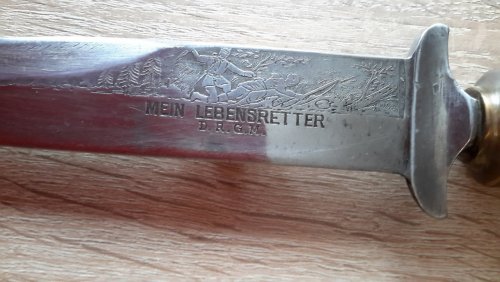 MEIN LEBENSRETTER
D. R. G. M.